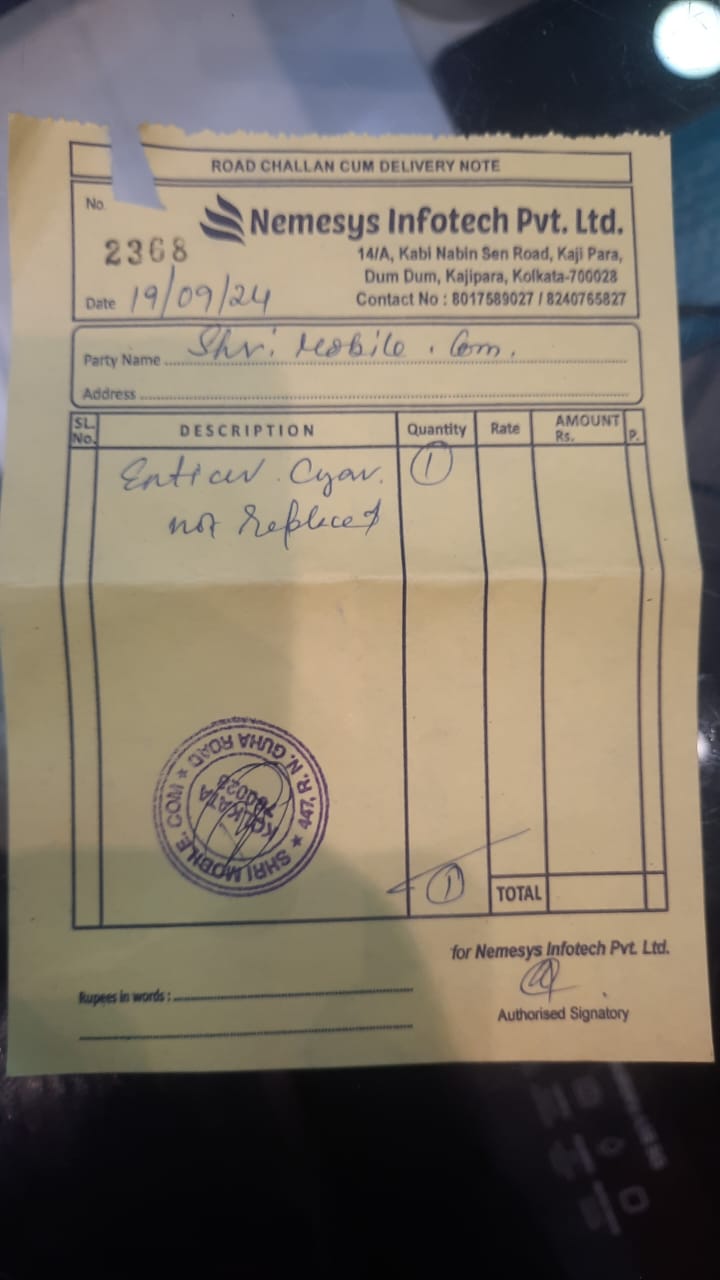 ROAD CHALLAN CUM DELIVERY NOTE
No.
2368
Nemesys Infotech Pvt. Ltd.
14/A, Kabi Nabin Sen Road, Kaji Para,
Dum Dum, Kajipara, Kolkata-700028
Contact No : 8017589027 / 8240765827
Date 19/09/24
Party Name Shri Mobile . Com.
Address
SL. No. DESCRIPTION Quantity Rate AMOUNT Rs. P.
1
not Replaced
SHRI MOBILE. COM ★ 447, R. N. GUHA ROAD ★
KOLKATA
700028
1 TOTAL
for Nemesys Infotech Pvt. Ltd.
Rupees in words :
Authorised Signatory